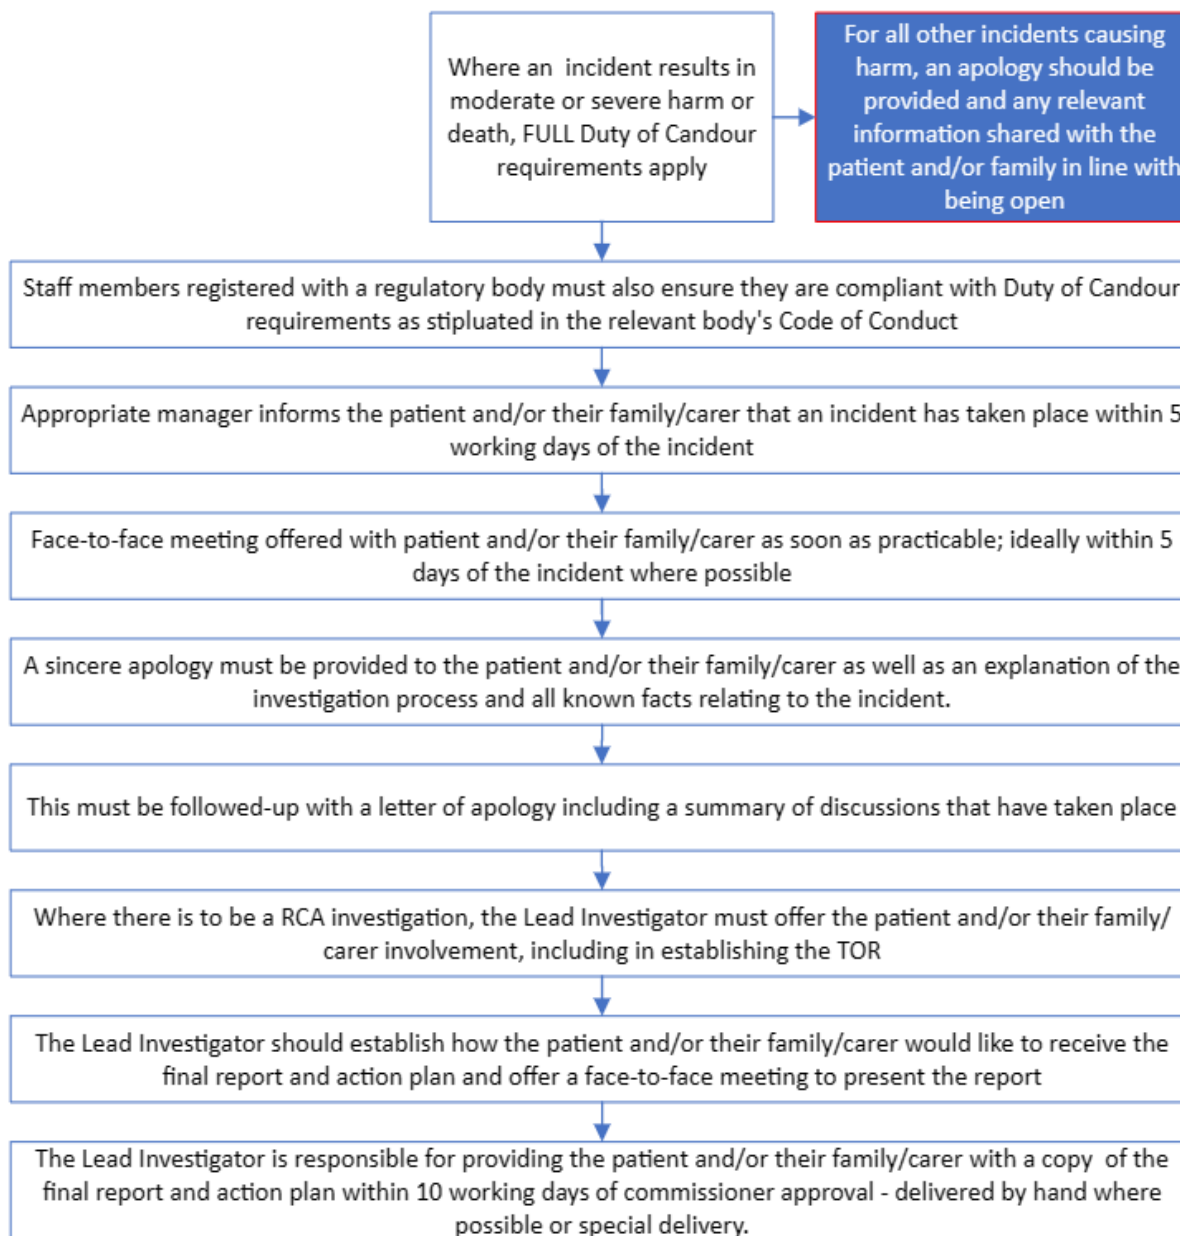 Where an  incident results in
moderate or severe harm or
death, FULL Duty of Candour
requirements apply
For all other incidents causing
harm, an apology should be
provided and any relevant
information shared with the
patient and/or family in line with
being open
Staff members registered with a regulatory body must also ensure they are compliant with Duty of Candour
requirements as stipluated in the relevant body's Code of Conduct
Appropriate manager informs the patient and/or their family/carer that an incident has taken place within 5
working days of the incident
Face-to-face meeting offered with patient and/or their family/carer as soon as practicable; ideally within 5
days of the incident where possible
A sincere apology must be provided to the patient and/or their family/carer as well as an explanation of the
investigation process and all known facts relating to the incident.
This must be followed-up with a letter of apology including a summary of discussions that have taken place
Where there is to be a RCA investigation, the Lead Investigator must offer the patient and/or their family/
carer involvement, including in establishing the TOR
The Lead Investigator should establish how the patient and/or their family/carer would like to receive the
final report and action plan and offer a face-to-face meeting to present the report
The Lead Investigator is responsible for providing the patient and/or their family/carer with a copy  of the
final report and action plan within 10 working days of commissioner approval - delivered by hand where
possible or special delivery.